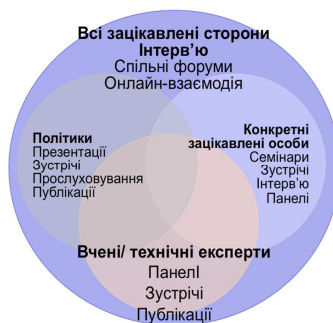 Всі зацікавлені сторони
Інтерв'ю
Спільні форуми
Онлайн-взаємодія
Політики
Презентації
Зустрічі
Прослуховування
Публікації
Конкретні
зацікавлені особи
Семінари
Зустрічі
Інтерв'ю
Панелі
Вчені/ технічні експерти
ПанелІ
Зустрічі
Публікації